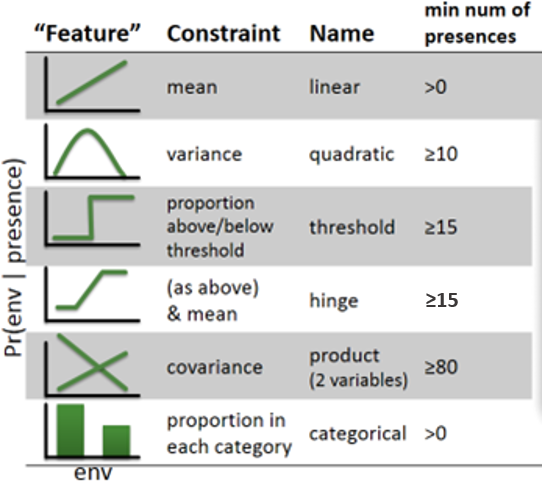 “Feature” Constraint Name min num of
presences
mean linear >0
variance quadratic ≥10
proportion
above/below
threshold
threshold ≥15
(as above)
& mean
hinge ≥15
covariance product
(2 variables)
≥80
proportion in
each category
categorical >0
Pr(env | presence)
env